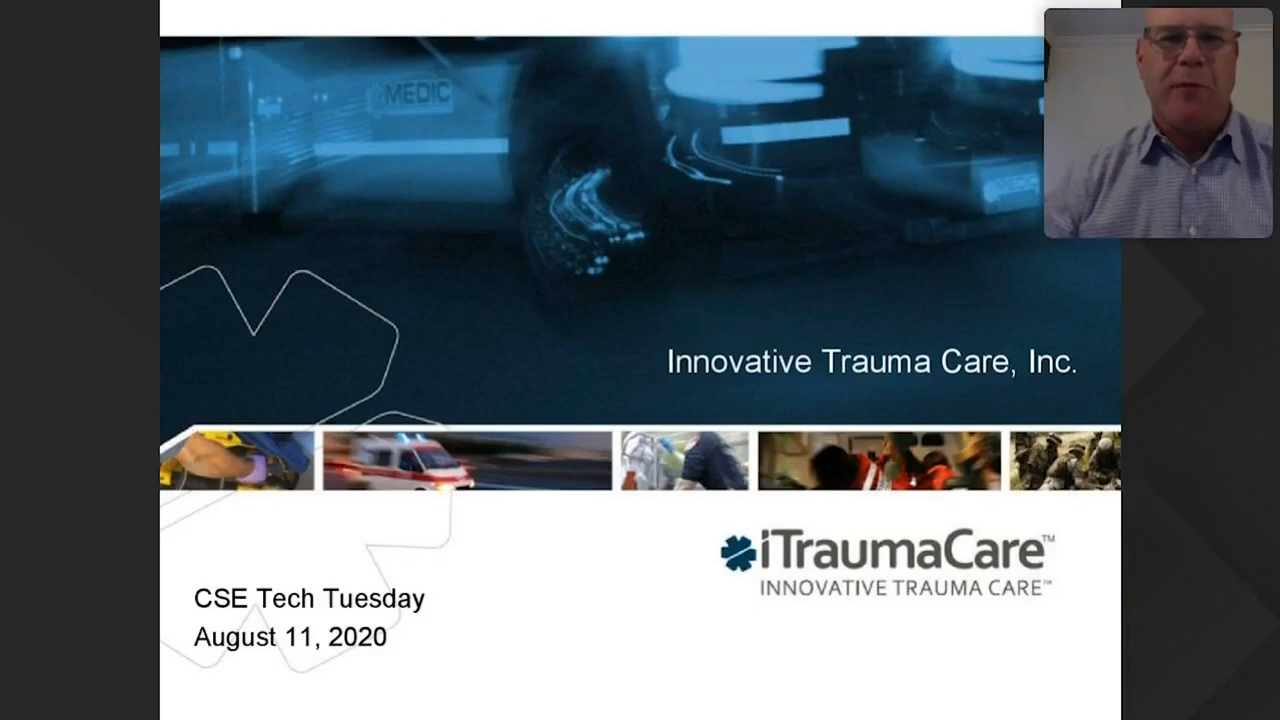 MEDIC
Innovative Trauma Care, Inc.
iTraumaCare™
INNOVATIVE TRAUMA CARE™
CSE Tech Tuesday
August 11, 2020